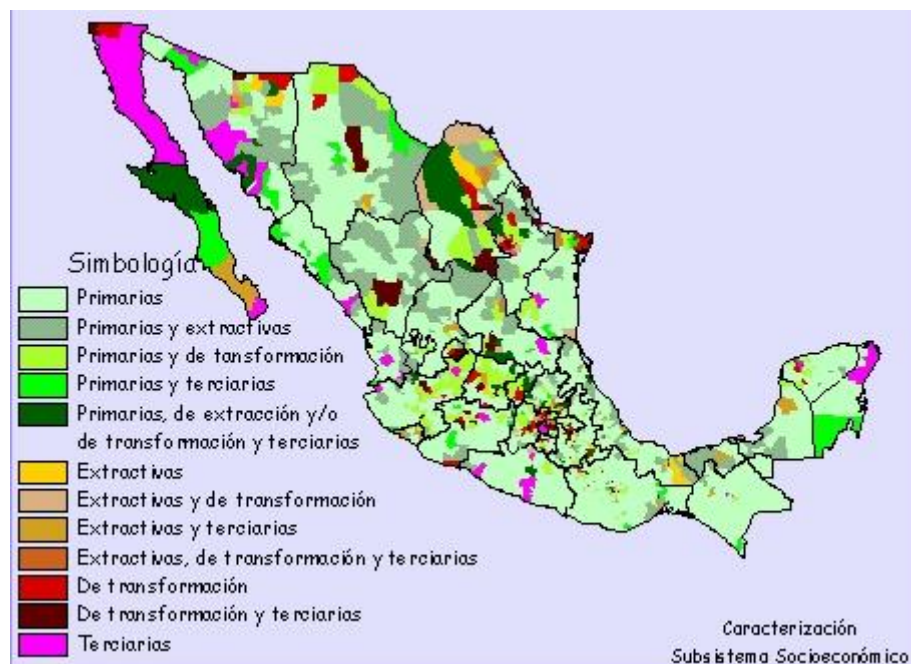 Simbología
Primarias
Primarias y extractivas
Primarias y de tansformación
Primarias y terciarias
Primarias, de extracción y/o
de transformación y terciarias
Extractivas
Extractivas y de transformación
Extractivas y terciarias
Extractivas, de transformación y terciarias
De transformación
De transformación y terciarias
Terciarias
Caracterización
Subsistema Socioeconómico